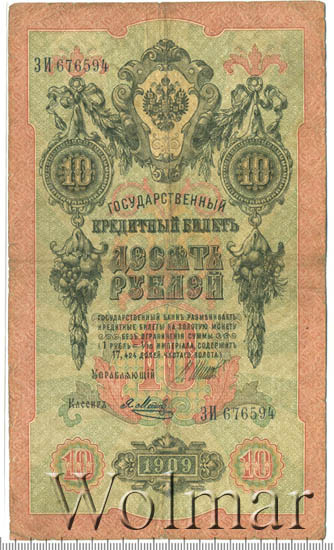 ЗИ 676594
10 10
ГОСУДАРСТВЕННЫЙ
КРЕДИТНЫЙ БИЛЕТЪ
ДЕСЯТЬ
РУБЛЕЙ
ГОСУДАРСТВЕННЫЙ БАНКЪ РАЗМѢНИВАЕТЪ
КРЕДИТНЫЕ БИЛЕТЫ НА ЗОЛОТУЮ МОНЕТУ
БЕЗЪ ОГРАНИЧЕНІЯ СУММЫ
(1 РУБЛЬ = 1/15 ИМПЕРІАЛА, СОДЕРЖИТЪ
17,424 ДОЛЕЙ ЧИСТАГО ЗОЛОТА)
10
УПРАВЛЯЮЩІЙ
КАССИРЪ
ЗИ 676594
10 1909 10
Wolmar